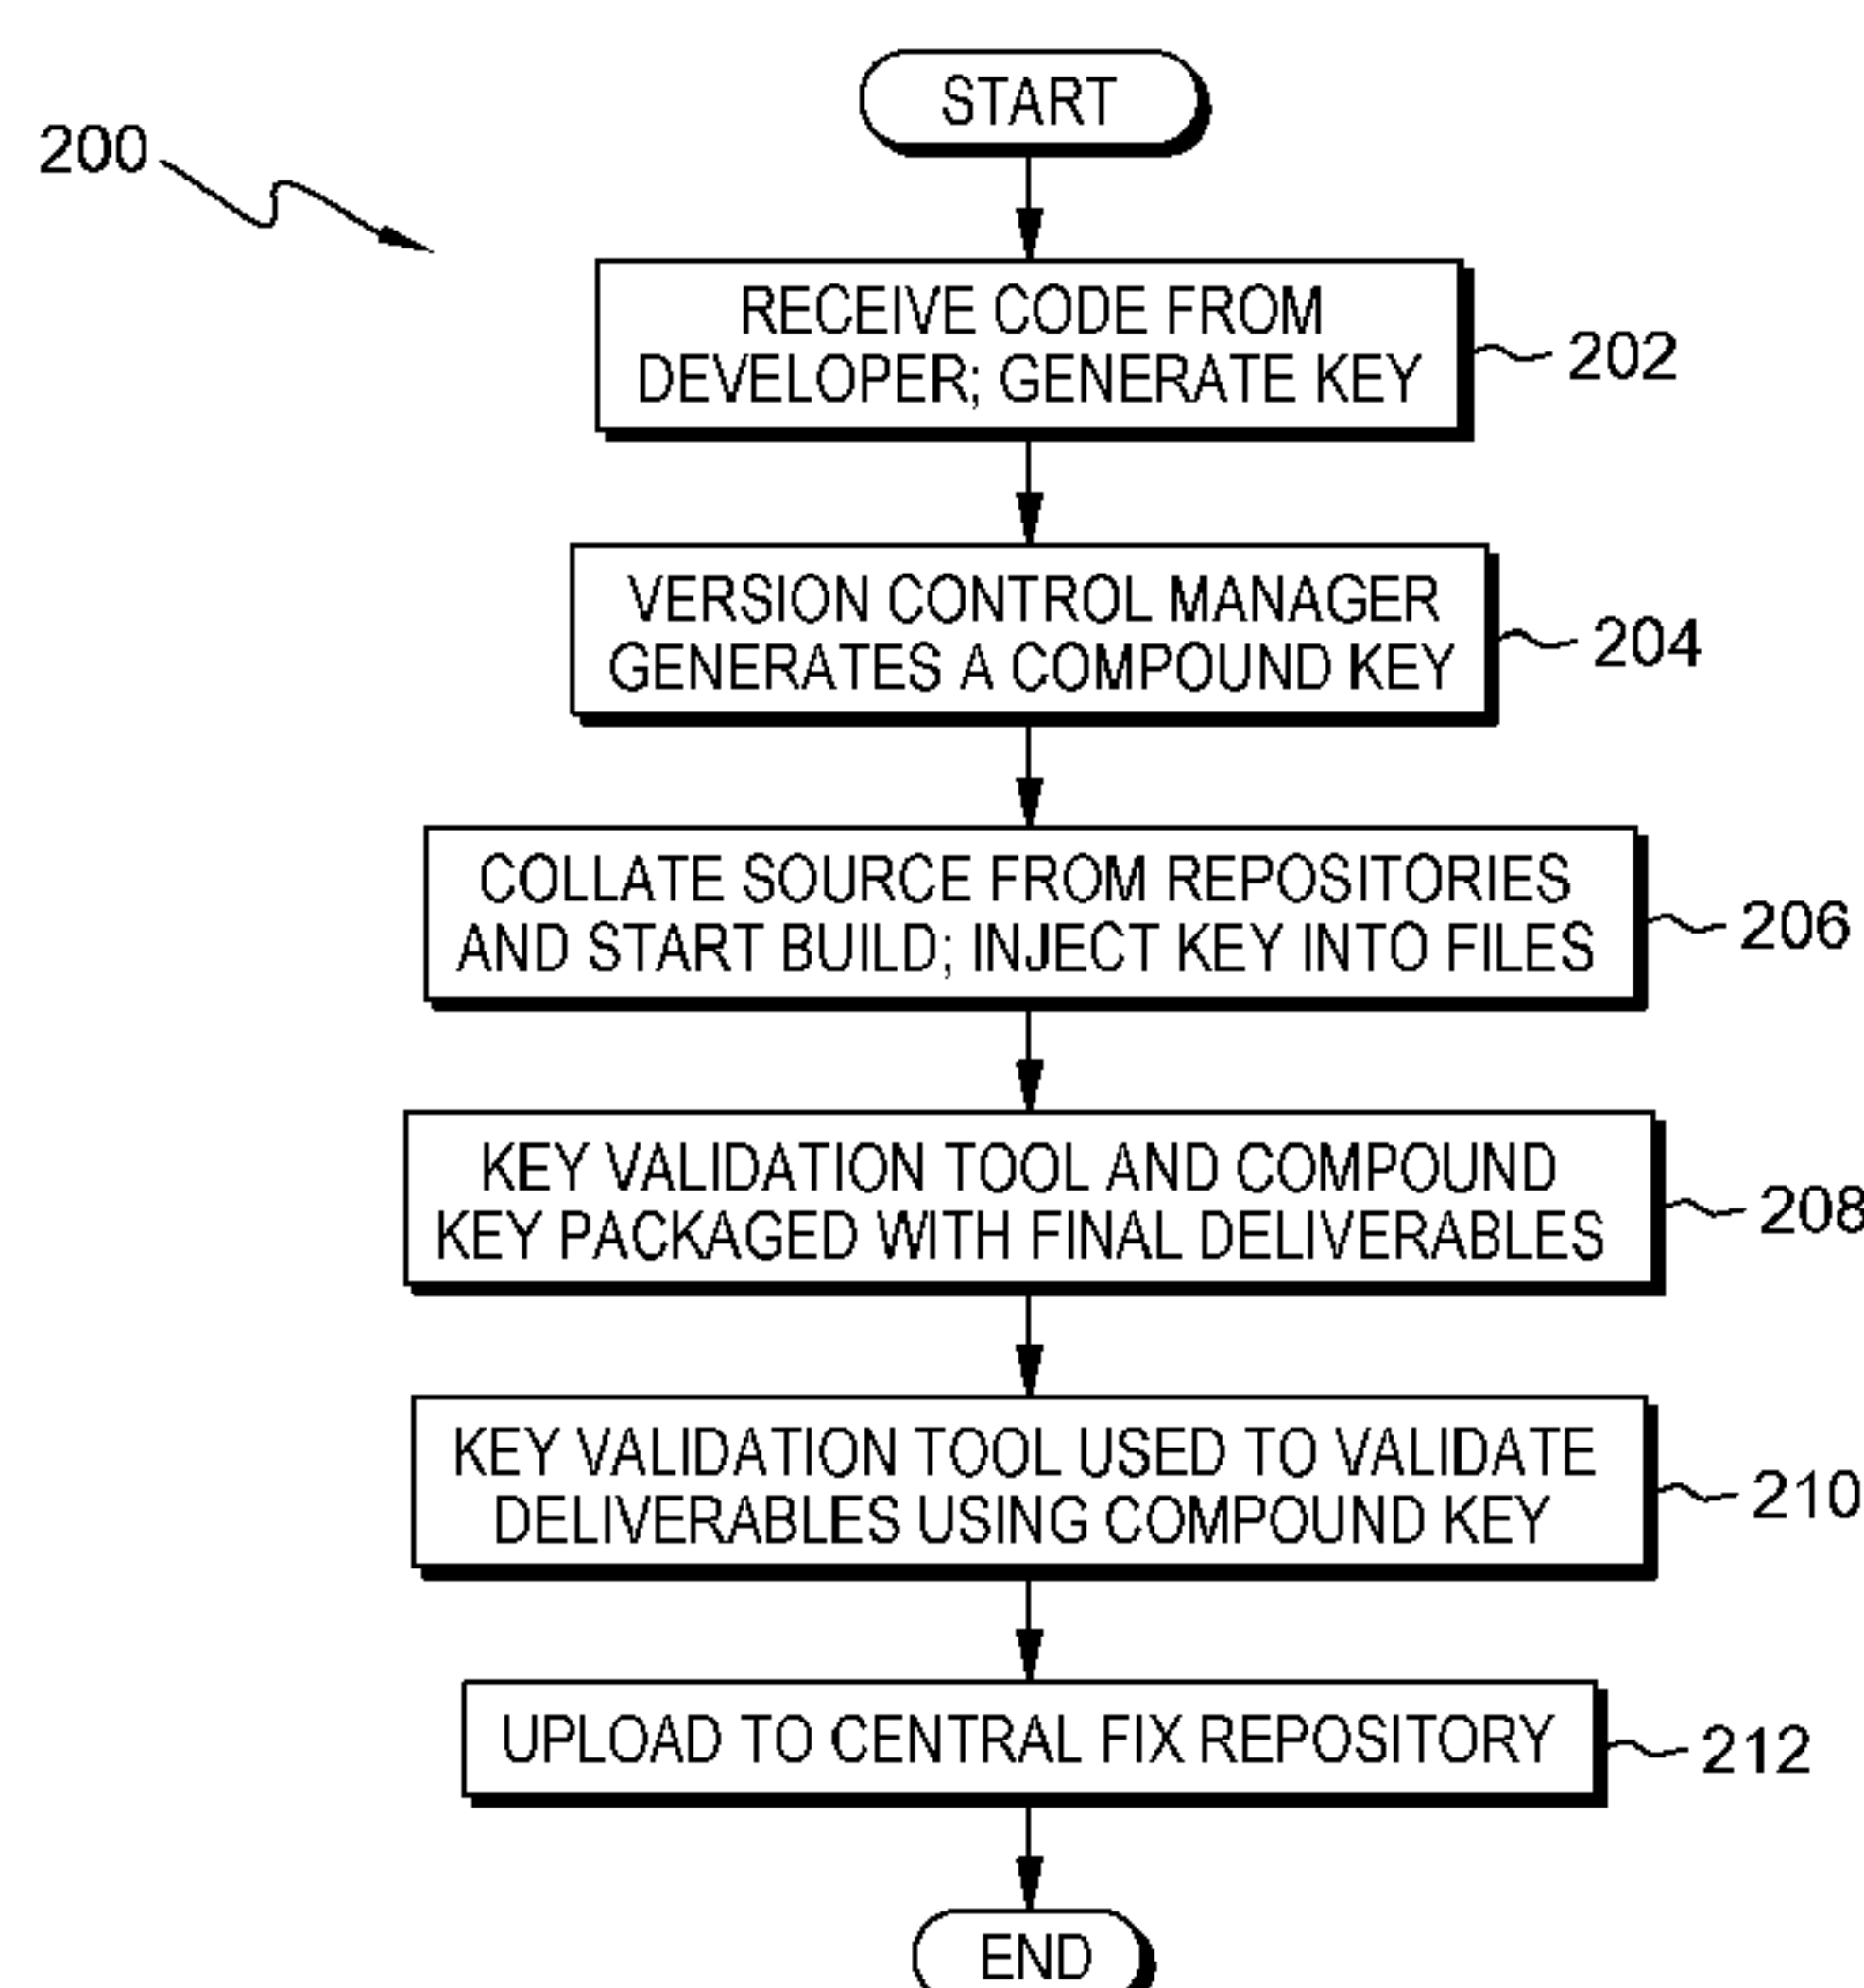 START
200
RECEIVE CODE FROM
DEVELOPER; GENERATE KEY
202
VERSION CONTROL MANAGER
GENERATES A COMPOUND KEY
204
COLLATE SOURCE FROM REPOSITORIES
AND START BUILD; INJECT KEY INTO FILES
206
KEY VALIDATION TOOL AND COMPOUND
KEY PACKAGED WITH FINAL DELIVERABLES
208
KEY VALIDATION TOOL USED TO VALIDATE
DELIVERABLES USING COMPOUND KEY
210
UPLOAD TO CENTRAL FIX REPOSITORY
212
END